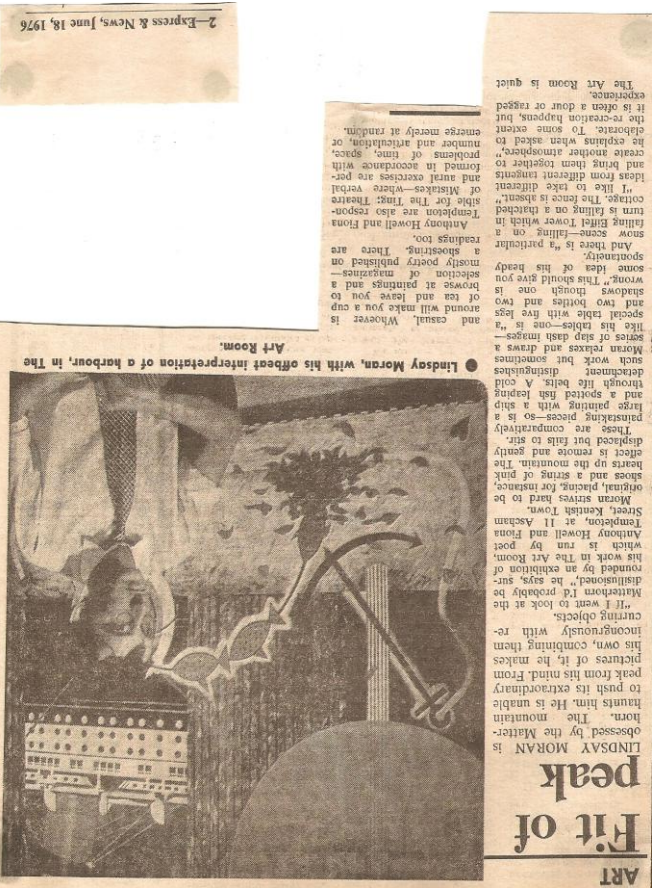 ART
Fit of
peak
LINDSAY MORAN is
obsessed by the Matter-
horn. The mountain
haunts him. He is unable
to push its extraordinary
peak from his mind. From
pictures of it, he makes
his own, combining them
incongruously with re-
curring objects.
"If I went to look at the
Matterhorn I'd probably be
disillusioned," he says, sur-
rounded by an exhibition of
his work in The Art Room,
which is run by poet
Anthony Howell and Fiona
Templeton, at 11 Ascham
Street, Kentish Town.
Moran strives hard to be
original, placing, for instance,
shoes and a string of pink
hearts up the mountain. The
effect is remote and gently
displaced but fails to stir.
These are comparatively
painstaking pieces—so is a
large painting with a ship
and a spotted fish leaping
through life belts. A cold
detachment distinguishes
such work but sometimes
Moran relaxes and draws a
series of slap dash images—
like his tables—one is "a
special table with five legs
and two bottles and two
shadows though one is
wrong." This should give you
some idea of his heady
spontaneity.
And there is "a particular
snow scene—falling on a
falling Eiffel Tower which in
turn is falling on a thatched
cottage. The fence is absent."
"I like to take different
ideas from different tangents
and bring them together to
create another atmosphere,"
he explains when asked to
elaborate. To some extent
the re-creation happens, but
it is often a dour or ragged
experience.
The Art Room is quiet
and casual. Whoever is
around will make you a cup
of tea and leave you to
browse at paintings and a
selection of magazines—
mostly poetry published on
a shoestring. There are
readings too.
Anthony Howell and Fiona
Templeton are also respon-
sible for The Ting: Theatre
of Mistakes—where verbal
and aural exercises are per-
formed in accordance with
problems of time, space,
number and articulation, or
emerge merely at random.
● Lindsay Moran, with his offbeat interpretation of a harbour, in The
Art Room.
2—Express & News, June 18, 1976